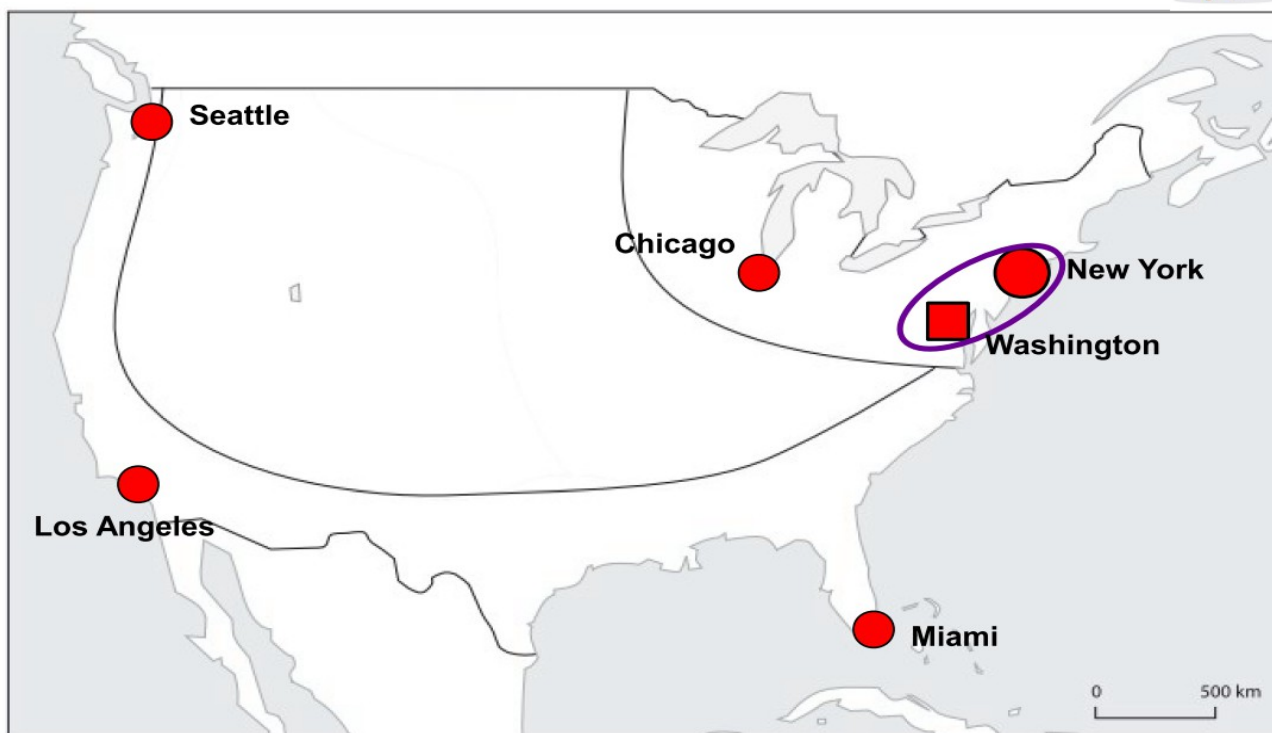 Seattle
Chicago
New York
Washington
Los Angeles
Miami
0 500 km